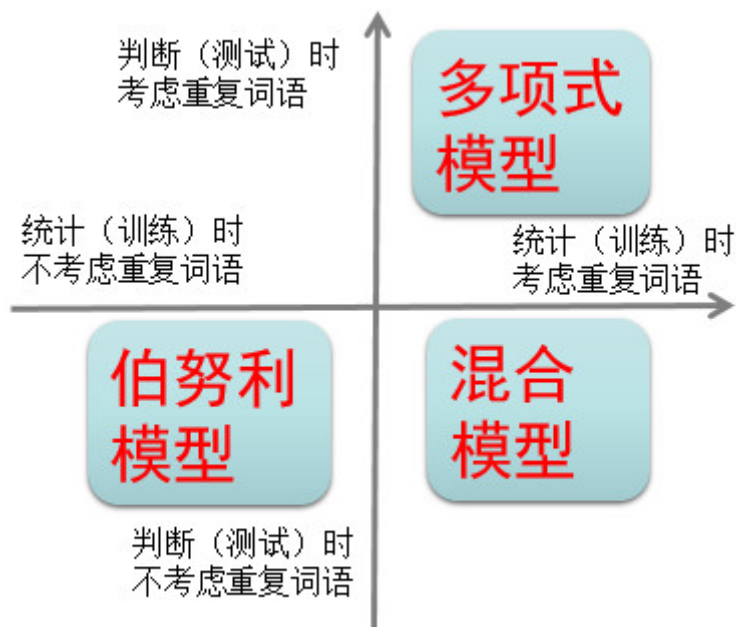 判断（测试）时
考虑重复词语
多项式
模型
统计（训练）时
不考虑重复词语
统计（训练）时
考虑重复词语
伯努利
模型
混合
模型
判断（测试）时
不考虑重复词语